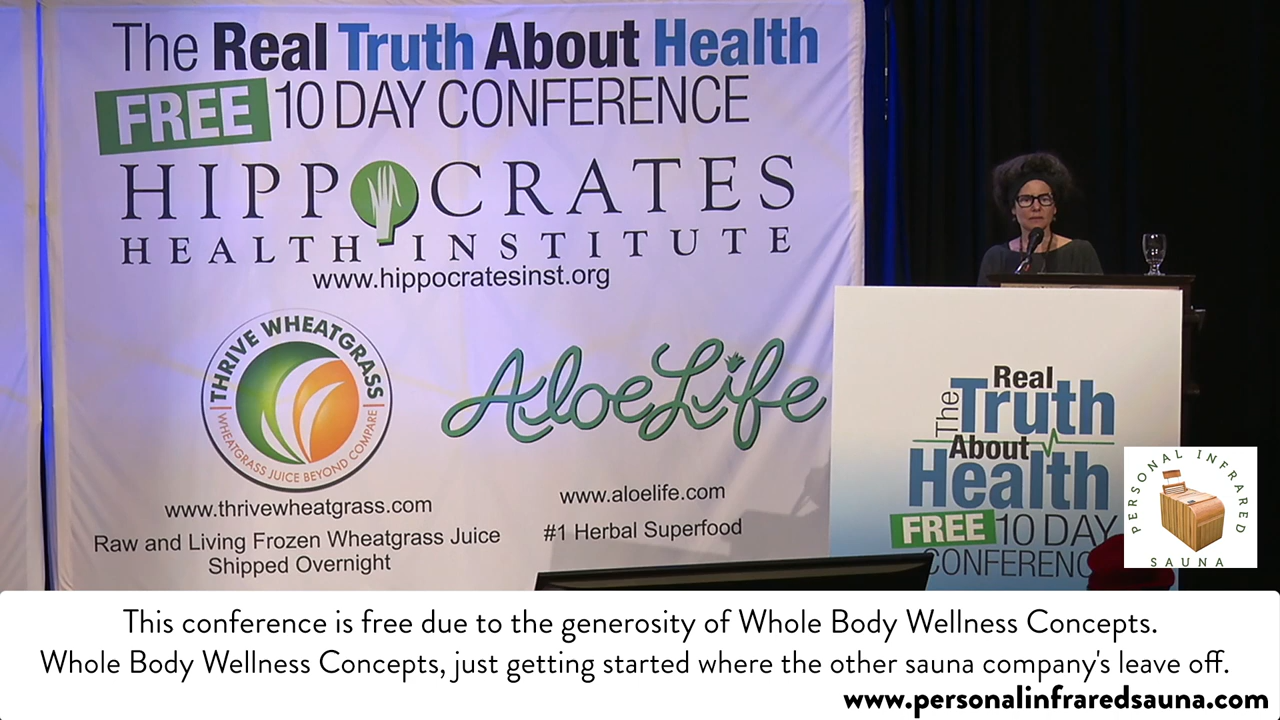 The Real Truth About Health
FREE 10 DAY CONFERENCE
HIPPOCRATES
HEALTH INSTITUTE
www.hippocratesinst.org
THRIVE WHEATGRASS
WHEATGRASS JUICE BEYOND COMPARE
www.thrivewheatgrass.com
Raw and Living Frozen Wheatgrass Juice
Shipped Overnight
AloeLife
www.aloelife.com
#1 Herbal Superfood
The Real
Truth
About
Health
FREE 10 DAY
CONFERENC
PERSONAL INFRARED
SAUNA
This conference is free due to the generosity of Whole Body Wellness Concepts.
Whole Body Wellness Concepts, just getting started where the other sauna company's leave off.
www.personalinfraredsauna.com